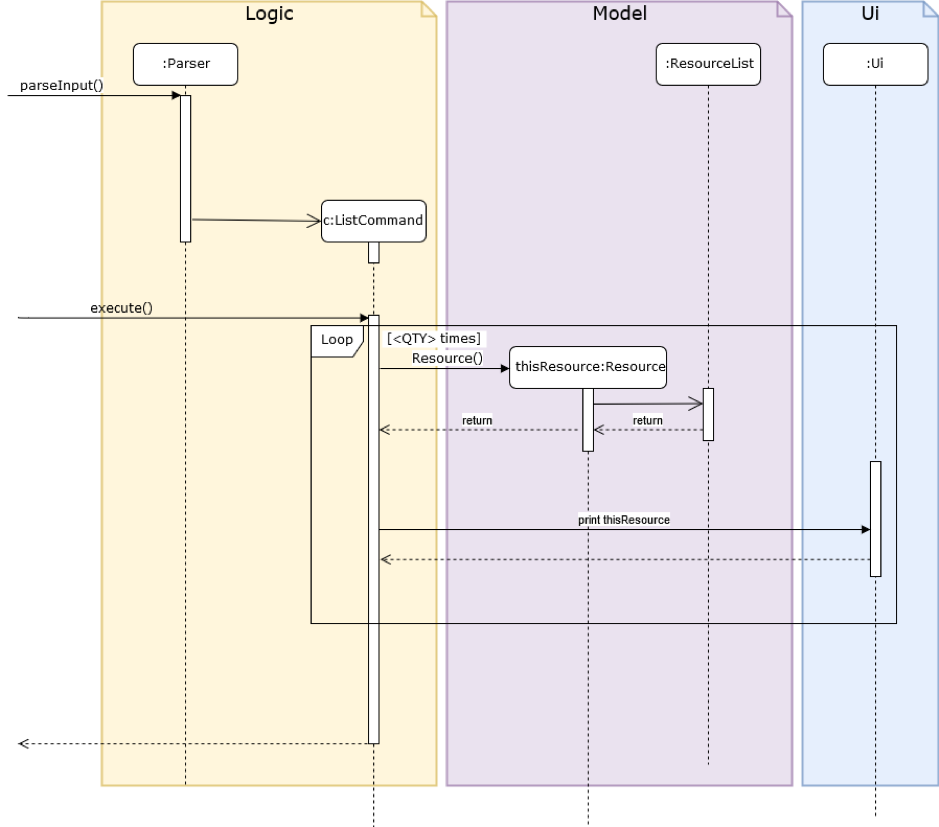 Logic
Model
Ui
:Parser
:ResourceList
:Ui
parseInput()
c:ListCommand
execute()
Loop
[<QTY> times]
Resource()
thisResource:Resource
return
return
print thisResource